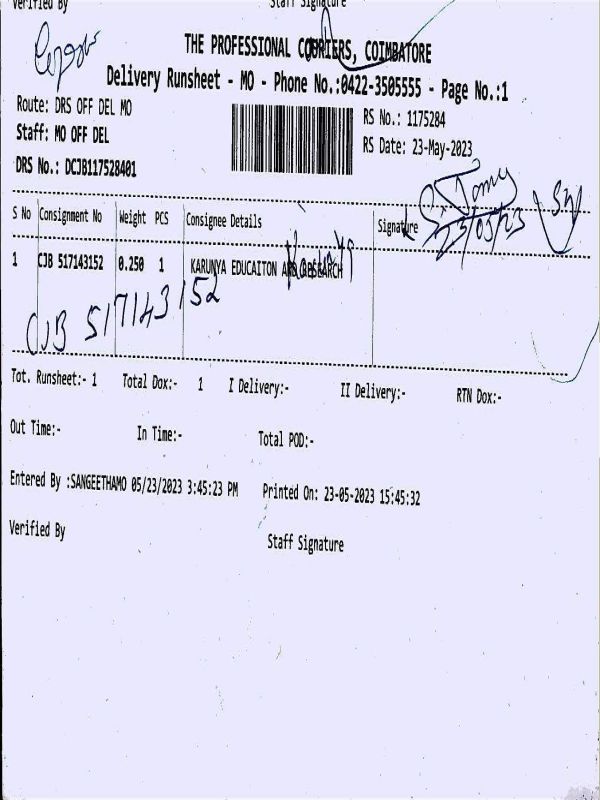 Verified By Staff Signature
THE PROFESSIONAL COURIERS, COIMBATORE
Delivery Runsheet - MO - Phone No.:0422-3505555 - Page No.:1
Route: DRS OFF DEL MO
RS No.: 1175284
Staff: MO OFF DEL
RS Date: 23-May-2023
DRS No.: DCJB117528401
S No Consignment No Weight PCS Consignee Details Signature
23/05/23
1 CJB 517143152 0.250 1 KARUNYA EDUCAITON AND RESEARCH
Karunya
CJB 517143152
Tot. Runsheet:- 1 Total Dox:- 1 I Delivery:- II Delivery:- RTN Dox:-
Out Time:- In Time:- Total POD:-
Entered By :SANGEETHAMO 05/23/2023 3:45:23 PM Printed On: 23-05-2023 15:45:32
Verified By Staff Signature